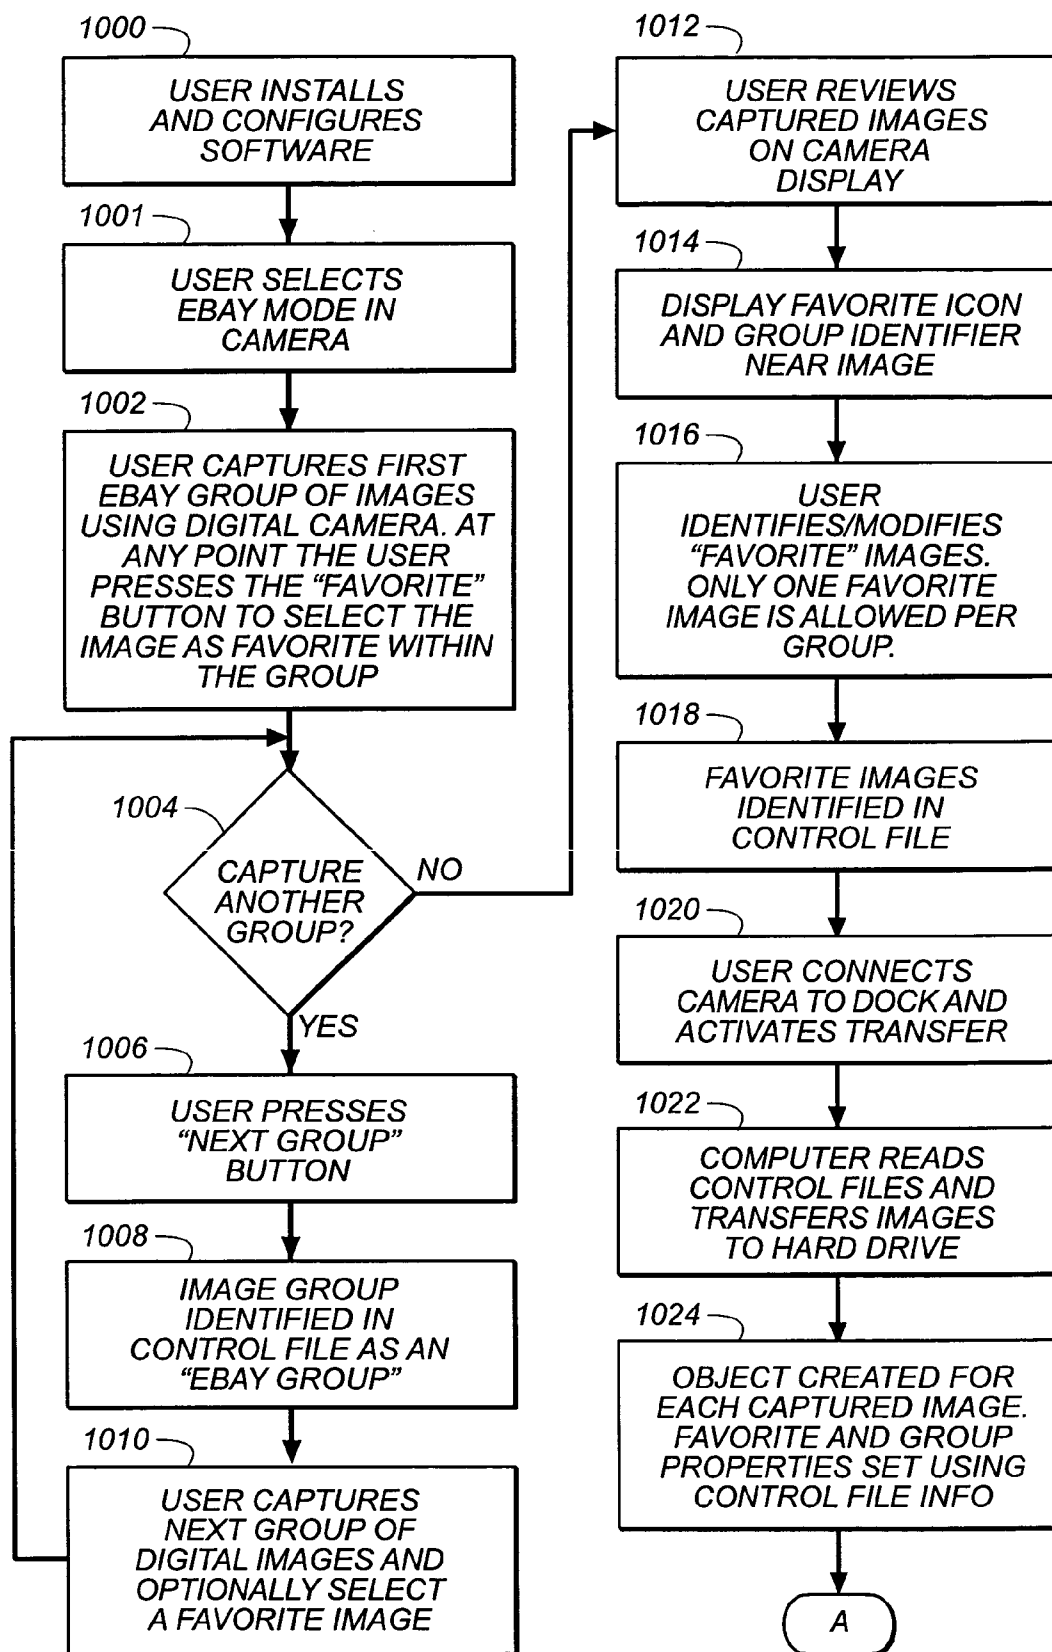 1000
USER INSTALLS
AND CONFIGURES
SOFTWARE
1001
USER SELECTS
EBAY MODE IN
CAMERA
1002
USER CAPTURES FIRST
EBAY GROUP OF IMAGES
USING DIGITAL CAMERA. AT
ANY POINT THE USER
PRESSES THE “FAVORITE”
BUTTON TO SELECT THE
IMAGE AS FAVORITE WITHIN
THE GROUP
1004
CAPTURE
ANOTHER
GROUP?
NO
YES
1006
USER PRESSES
“NEXT GROUP”
BUTTON
1008
IMAGE GROUP
IDENTIFIED IN
CONTROL FILE AS AN
“EBAY GROUP”
1010
USER CAPTURES
NEXT GROUP OF
DIGITAL IMAGES AND
OPTIONALLY SELECT
A FAVORITE IMAGE
1012
USER REVIEWS
CAPTURED IMAGES
ON CAMERA
DISPLAY
1014
DISPLAY FAVORITE ICON
AND GROUP IDENTIFIER
NEAR IMAGE
1016
USER
IDENTIFIES/MODIFIES
“FAVORITE” IMAGES.
ONLY ONE FAVORITE
IMAGE IS ALLOWED PER
GROUP.
1018
FAVORITE IMAGES
IDENTIFIED IN
CONTROL FILE
1020
USER CONNECTS
CAMERA TO DOCK AND
ACTIVATES TRANSFER
1022
COMPUTER READS
CONTROL FILES AND
TRANSFERS IMAGES
TO HARD DRIVE
1024
OBJECT CREATED FOR
EACH CAPTURED IMAGE.
FAVORITE AND GROUP
PROPERTIES SET USING
CONTROL FILE INFO
A